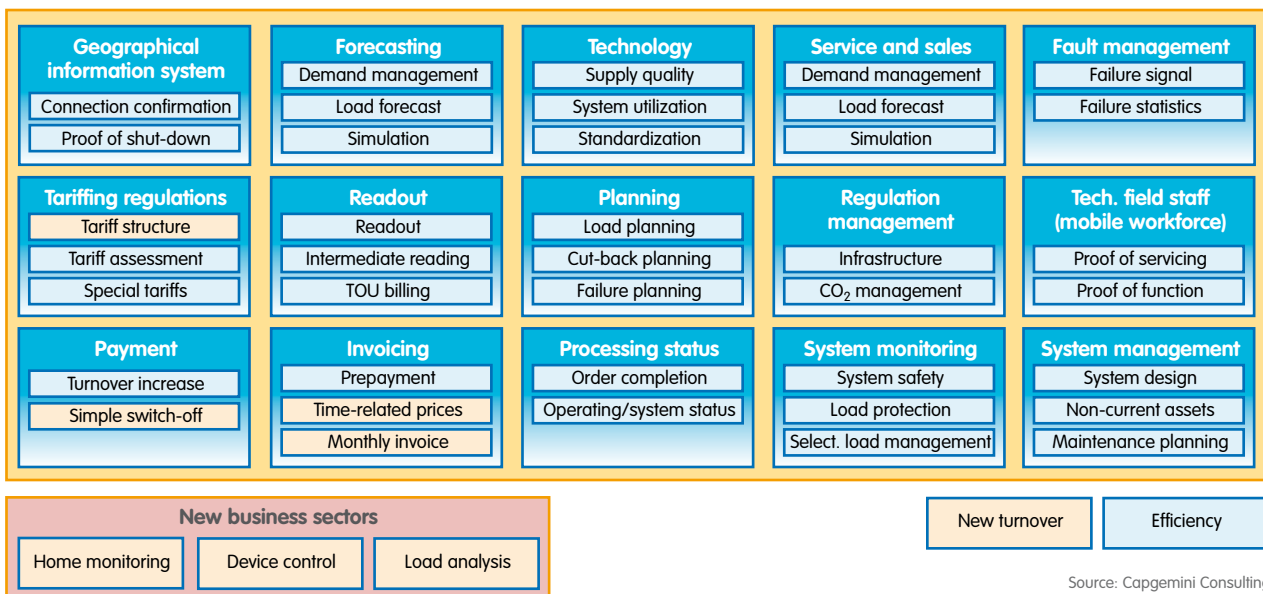 Geographical
information system
Connection confirmation
Proof of shut-down
Forecasting
Demand management
Load forecast
Simulation
Technology
Supply quality
System utilization
Standardization
Service and sales
Demand management
Load forecast
Simulation
Fault management
Failure signal
Failure statistics
Tariffing regulations
Tariff structure
Tariff assessment
Special tariffs
Readout
Readout
Intermediate reading
TOU billing
Planning
Load planning
Cut-back planning
Failure planning
Regulation
management
Infrastructure
CO₂ management
Tech. field staff
(mobile workforce)
Proof of servicing
Proof of function
Payment
Turnover increase
Simple switch-off
Invoicing
Prepayment
Time-related prices
Monthly invoice
Processing status
Order completion
Operating/system status
System monitoring
System safety
Load protection
Select. load management
System management
System design
Non-current assets
Maintenance planning
New business sectors
Home monitoring
Device control
Load analysis
New turnover
Efficiency
Source: Capgemini Consulting